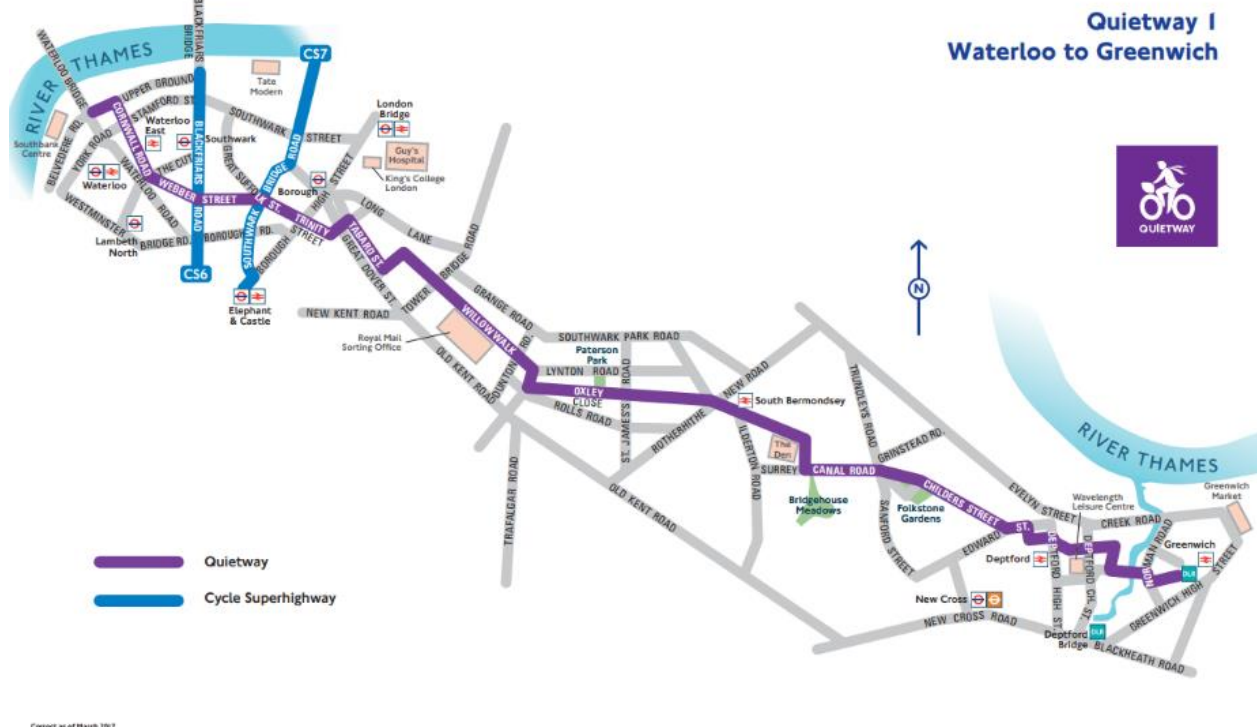 Quietway 1
Waterloo to Greenwich
QUIETWAY
N
RIVER THAMES
WATERLOO BRIDGE
BLACKFRIARS
BRIDGE
CS7
UPPER GROUND
STAMFORD ST.
CORNWALL ROAD
Tate
Modern
Waterloo
East
Southwark
SOUTHWARK
STREET
London
Bridge
Southbank
Centre
BELVEDERE RD.
YORK ROAD
THE CUT
BLACKFRIARS
ROAD
GREAT SUFFOLK ST.
SOUTHWARK
BRIDGE ROAD
Guy's
Hospital
King's College
London
Waterloo
WATERLOO ROAD
WEBBER STREET
Borough
BOROUGH
HIGH STREET
TRINITY
STREET
LONG
LANE
WESTMINSTER
BRIDGE RD.
BOROUGH RD.
Lambeth
North
CS6
Elephant
& Castle
TABARD ST.
GREAT DOVER ST.
TOWER
BRIDGE ROAD
GRANGE ROAD
NEW KENT ROAD
Royal Mail
Sorting Office
WILLOW WALK
OLD KENT ROAD
DUNTON RD.
SOUTHWARK PARK ROAD
Paterson
Park
LYNTON ROAD
OXLEY
CLOSE
ROLLS ROAD
ST. JAMES'S ROAD
ROTHERHITHE
NEW ROAD
South Bermondsey
The
Den
ILDERTON ROAD
SURREY
CANAL ROAD
TRUNDLEYS ROAD
GRINSTEAD RD.
Bridgehouse
Meadows
Folkstone
Gardens
CHILDERS STREET
SANFORD STREET
TRAFALGAR ROAD
OLD KENT ROAD
EVELYN STREET
RIVER THAMES
Wavelength
Leisure Centre
Greenwich
Market
CREEK ROAD
EDWARD
ST.
Deptford
DEPTFORD
HIGH ST.
DEPTFORD CH. ST.
NORMAN ROAD
Greenwich
DLR
GREENWICH HIGH
STREET
New Cross
NEW CROSS ROAD
Deptford
Bridge
DLR
BLACKHEATH ROAD
Quietway
Cycle Superhighway